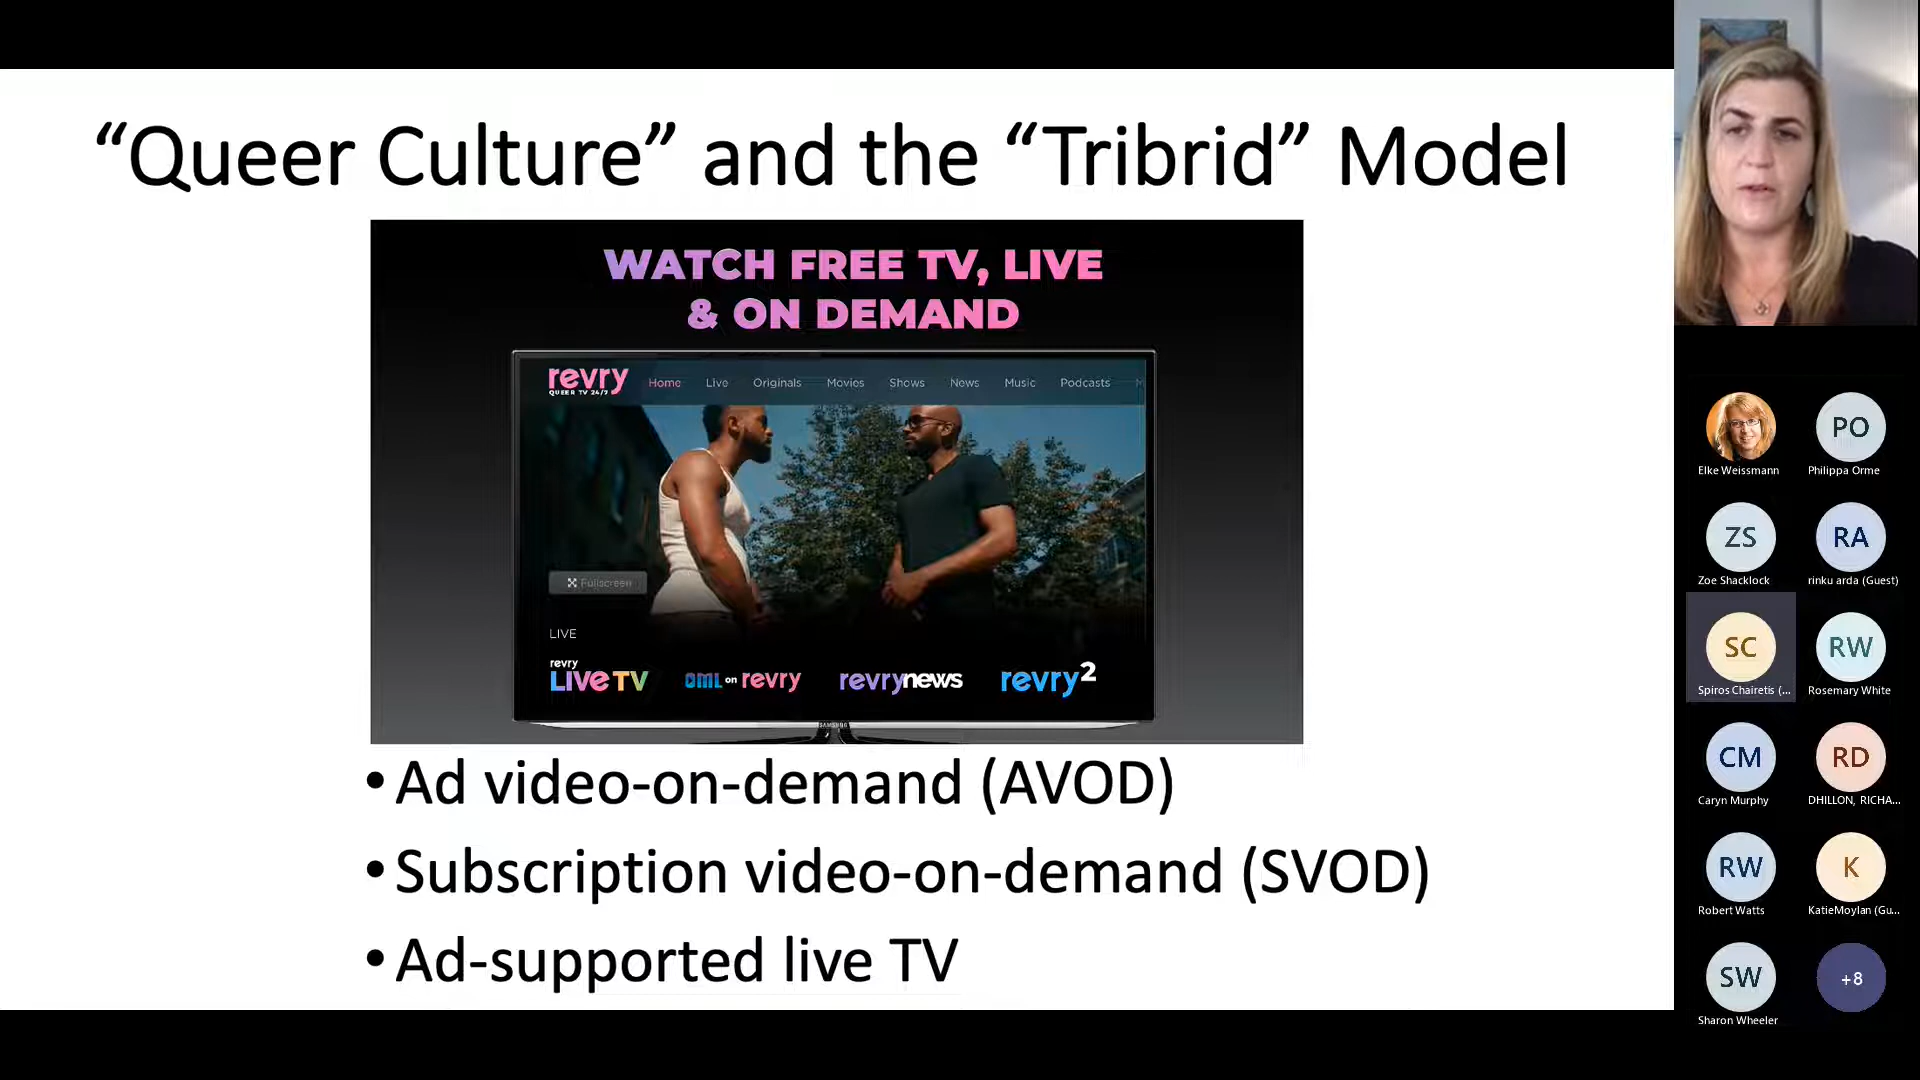 “Queer Culture” and the “Tribrid” Model
WATCH FREE TV, LIVE
& ON DEMAND
revry
QUEER TV 24/7
Home Live Originals Movies Shows News Music Podcasts M
Fullscreen
LIVE
revry
LIVE TV
OML on revry
revrynews
revry2
SAMSUNG
• Ad video-on-demand (AVOD)
• Subscription video-on-demand (SVOD)
• Ad-supported live TV
Elke Weissmann
PO
Philipa Orme
ZS
Zoe Shacklock
RA
rinku arda (Guest)
SC
Spiros Chairetis (...
RW
Rosemary White
CM
Caryn Murphy
RD
DHILLON, RICHA...
RW
Robert Watts
K
KatieMoylan (Gu...
SW
Sharon Wheeler
+8